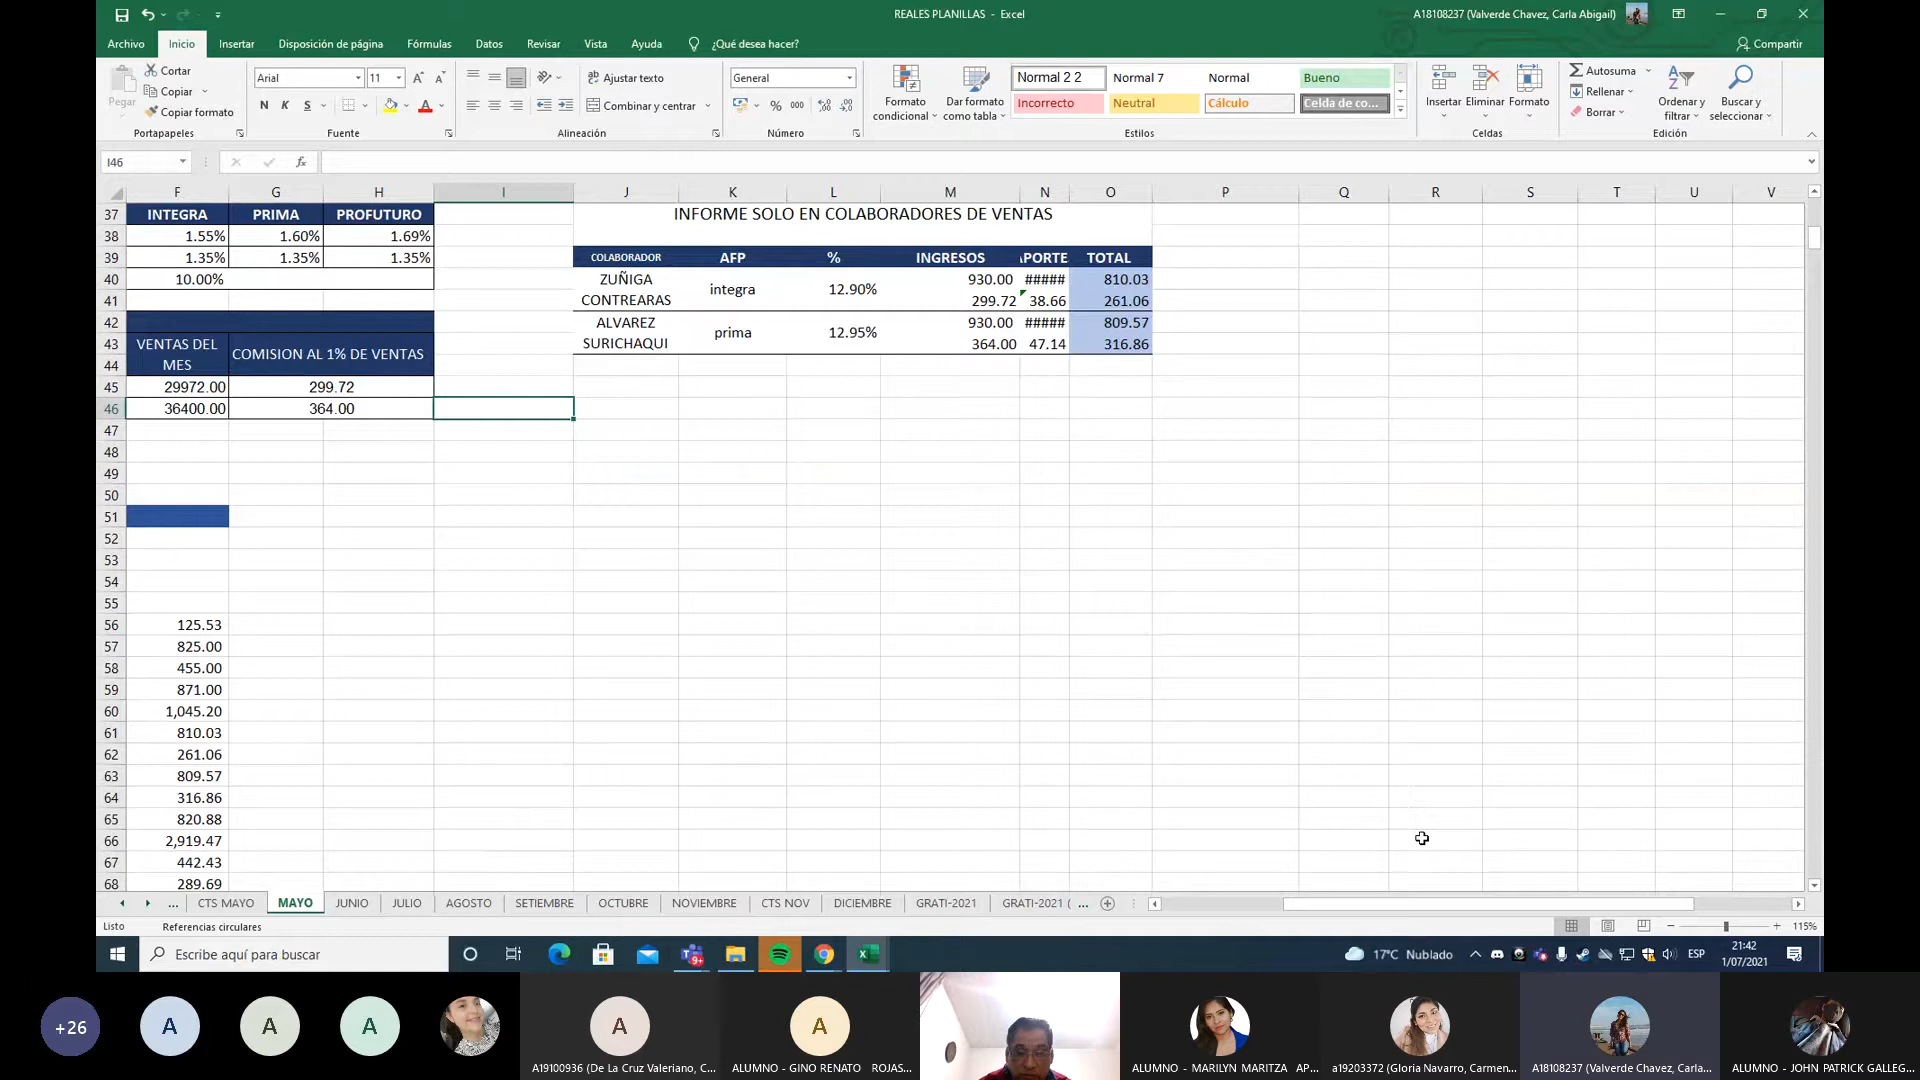 REALES PLANILLAS - Excel
A18108237 (Valverde Chavez, Carla Abigail)
Archivo Inicio Insertar Disposición de página Fórmulas Datos Revisar Vista Ayuda ¿Qué desea hacer? Compartir
Pegar
Cortar
Copiar
Copiar formato
Portapapeles
Arial 11
N K S
Fuente
Ajustar texto
Combinar y centrar
Alineación
General
% 000
Número
Formato condicional
Dar formato como tabla
Normal 2 2 Normal 7 Normal Bueno
Incorrecto Neutral Cálculo Celda de co...
Estilos
Insertar Eliminar Formato
Celdas
Autosuma
Rellenar
Borrar
Ordenar y filtrar
Buscar y seleccionar
Edición
I46 fx
F G H I J K L M N O P Q R S T U V
37 INTEGRA PRIMA PROFUTURO INFORME SOLO EN COLABORADORES DE VENTAS
38 1.55% 1.60% 1.69%
39 1.35% 1.35% 1.35% COLABORADOR AFP % INGRESOS APORTE TOTAL
40 10.00% ZUÑIGA 930.00 ##### 810.03
integra 12.90%
41 CONTREARAS 299.72 38.66 261.06
42 ALVAREZ 930.00 ##### 809.57
prima 12.95%
43 VENTAS DEL MES COMISION AL 1% DE VENTAS SURICHAQUI 364.00 47.14 316.86
44
45 29972.00 299.72
46 36400.00 364.00
47
48
49
50
51
52
53
54
55
56 125.53
57 825.00
58 455.00
59 871.00
60 1,045.20
61 810.03
62 261.06
63 809.57
64 316.86
65 820.88
66 2,919.47
67 442.43
68 289.69
... CTS MAYO MAYO JUNIO JULIO AGOSTO SETIEMBRE OCTUBRE NOVIEMBRE CTS NOV DICIEMBRE GRATI-2021 GRATI-2021 ( ...
Listo Referencias circulares 115%
Escribe aquí para buscar
9+
17°C Nublado
ESP
21:42
1/07/2021
+26 A A A A A
A19100936 (De La Cruz Valeriano, C... ALUMNO - GINO RENATO ROJAS... ALUMNO - MARILYN MARITZA AP... a19203372 (Gloria Navarro, Carmen... A18108237 (Valverde Chavez, Carla... ALUMNO - JOHN PATRICK GALLEG...